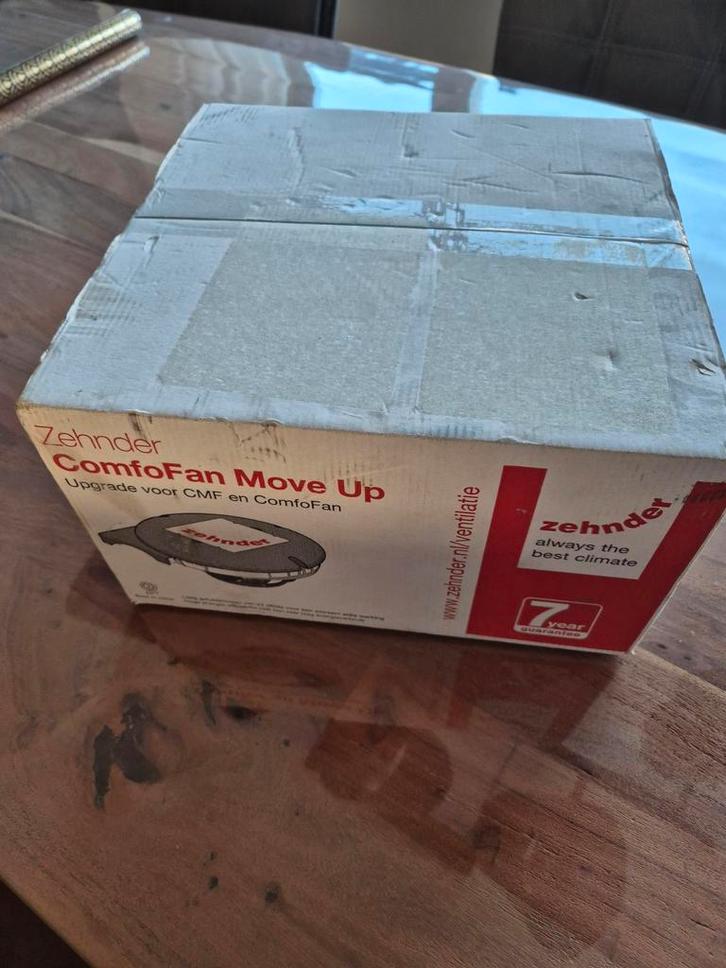 Zehnder
ComfoFan Move Up
Upgrade voor CMF en ComfoFan
zehnder
www.zehnder.nl/ventilatie
zehnder
always the
best climate
7 year
guarantee